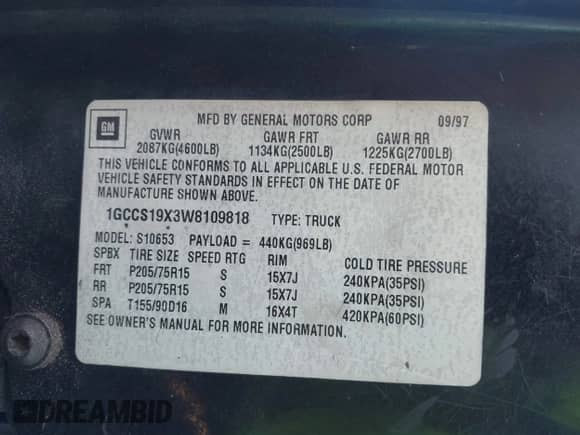 MFD BY GENERAL MOTORS CORP 09/97
GM
GVWR GAWR FRT GAWR RR
2087KG(4600LB) 1134KG(2500LB) 1225KG(2700LB)
THIS VEHICLE CONFORMS TO ALL APPLICABLE U.S. FEDERAL MOTOR
VEHICLE SAFETY STANDARDS IN EFFECT ON THE DATE OF
MANUFACTURE SHOWN ABOVE.
1GCCS19X3W8109818 TYPE: TRUCK
MODEL: S10653 PAYLOAD = 440KG(969LB)
SPBX TIRE SIZE SPEED RTG RIM COLD TIRE PRESSURE
FRT P205/75R15 S 15X7J 240KPA(35PSI)
RR P205/75R15 S 15X7J 240KPA(35PSI)
SPA T155/90D16 M 16X4T 420KPA(60PSI)
SEE OWNER'S MANUAL FOR MORE INFORMATION.
DREAMBID